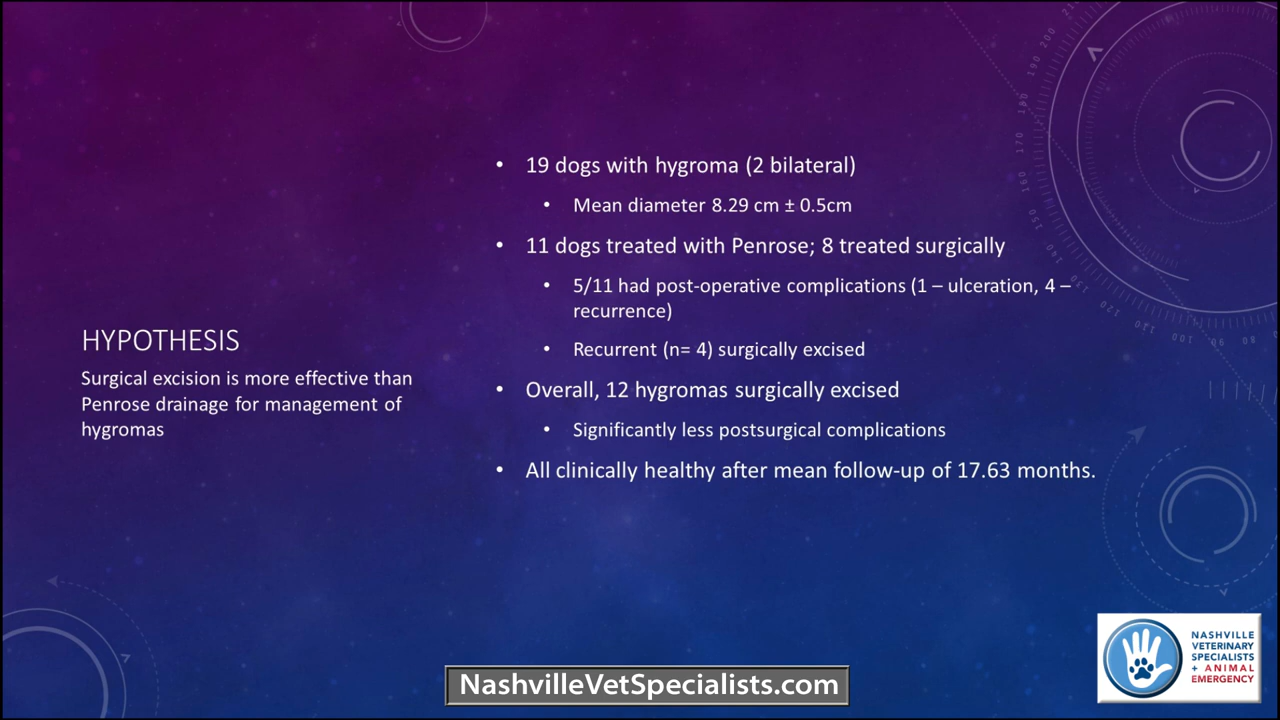 HYPOTHESIS
Surgical excision is more effective than
Penrose drainage for management of
hygromas
• 19 dogs with hygroma (2 bilateral)
• Mean diameter 8.29 cm ± 0.5cm
• 11 dogs treated with Penrose; 8 treated surgically
• 5/11 had post-operative complications (1 – ulceration, 4 –
recurrence)
• Recurrent (n= 4) surgically excised
• Overall, 12 hygromas surgically excised
• Significantly less postsurgical complications
• All clinically healthy after mean follow-up of 17.63 months.
NashvilleVetSpecialists.com
NASHVILLE
VETERINARY
SPECIALISTS
+ ANIMAL
EMERGENCY